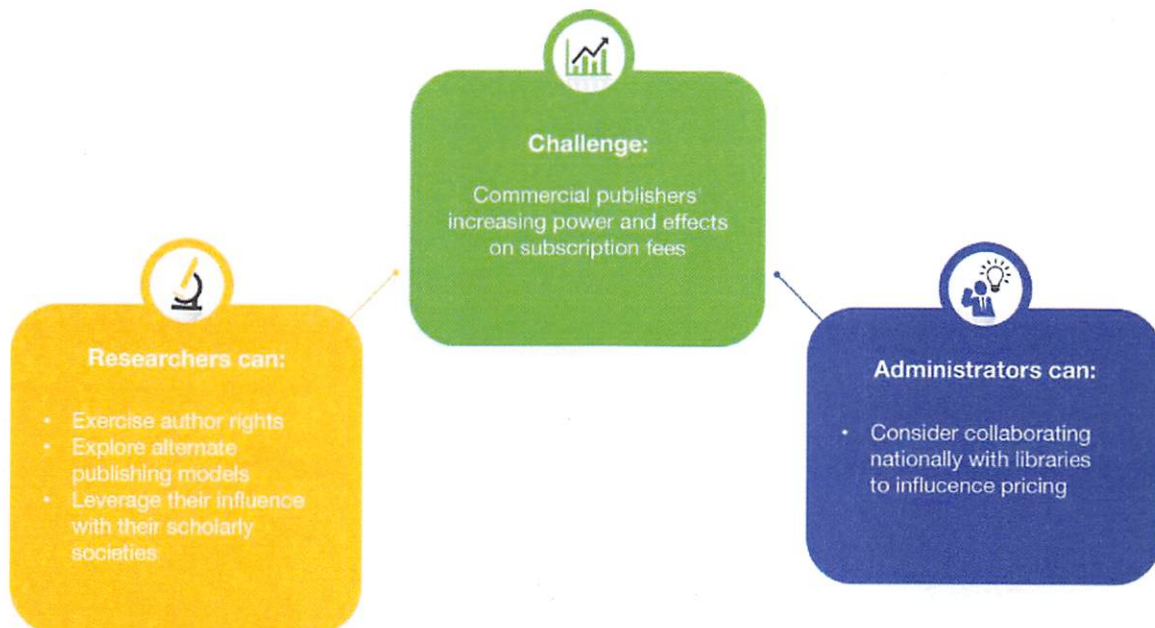 Challenge:
Commercial publishers'
increasing power and effects
on subscription fees
Researchers can:
• Exercise author rights
• Explore alternate
publishing models
• Leverage their influence
with their scholarly
societies
Administrators can:
• Consider collaborating
nationally with libraries
to influcence pricing